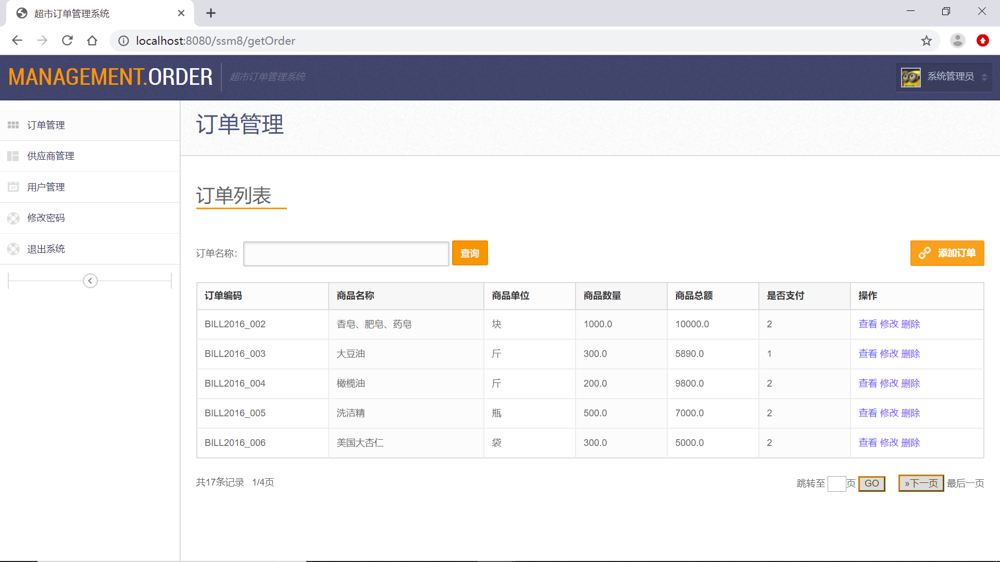 超市订单管理系统
localhost:8080/ssm8/getOrder
MANAGEMENT.ORDER 超市订单管理系统 系统管理员
订单管理
供应商管理
17 用户管理
修改密码
退出系统
订单管理
订单列表
订单名称: 查询 添加订单
订单编码 商品名称 商品单位 商品数量 商品总额 是否支付 操作
BILL2016_002 香皂、肥皂、药皂 块 1000.0 10000.0 2 查看 修改 删除
BILL2016_003 大豆油 斤 300.0 5890.0 1 查看 修改 删除
BILL2016_004 橄榄油 斤 200.0 9800.0 2 查看 修改 删除
BILL2016_005 洗洁精 瓶 500.0 7000.0 2 查看 修改 删除
BILL2016_006 美国大杏仁 袋 300.0 5000.0 2 查看 修改 删除
共17条记录 1/4页 跳转至 页 GO »下一页 最后一页